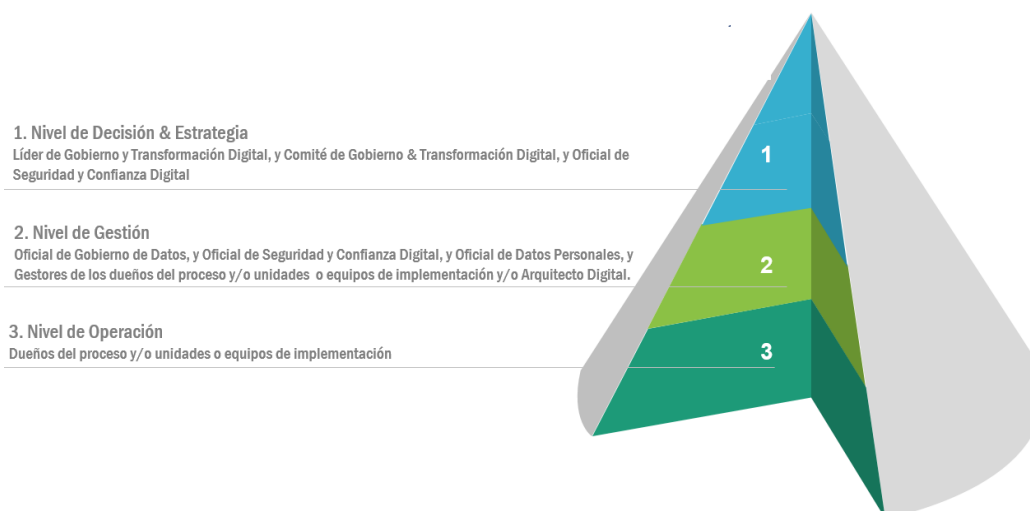 1. Nivel de Decisión & Estrategia
Líder de Gobierno y Transformación Digital, y Comité de Gobierno & Transformación Digital, y Oficial de
Seguridad y Confianza Digital
1
2. Nivel de Gestión
Oficial de Gobierno de Datos, y Oficial de Seguridad y Confianza Digital, y Oficial de Datos Personales, y
Gestores de los dueños del proceso y/o unidades o equipos de implementación y/o Arquitecto Digital.
2
3. Nivel de Operación
Dueños del proceso y/o unidades o equipos de implementación
3